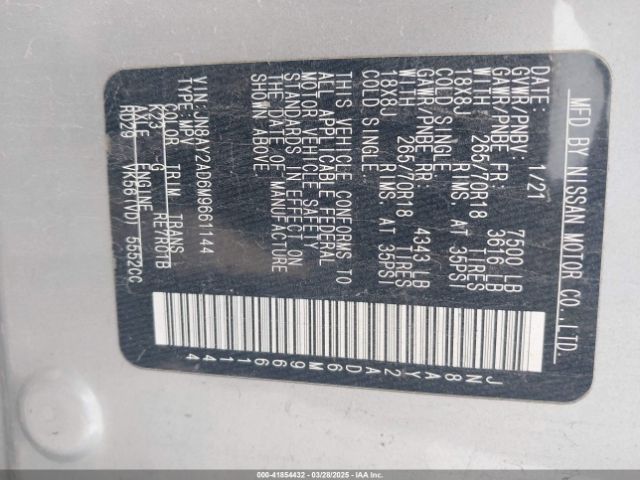 MFD BY NISSAN MOTOR CO., LTD.
DATE: 1/21
GVWR/PNBV: 7500 LB
GAWR/PNBE FR: 3616 LB
WITH 265/70R18 TIRES
18X8J RIMS AT 35PSI
COLD SINGLE
GAWR/PNBE RR: 4343 LB
WITH 265/70R18 TIRES
18X8J RIMS AT 35PSI
COLD SINGLE
THIS VEHICLE CONFORMS TO
ALL APPLICABLE FEDERAL
MOTOR VEHICLE SAFETY
STANDARDS IN EFFECT ON
THE DATE OF MANUFACTURE
SHOWN ABOVE.
VIN: JN8AY2AD6M9661144
TYPE: MPV
COLOR TRIM TRANS
K23 G RE7R01B
AXLE ENGINE
HD29 VK56(VD) 5552CC
JN8AY2AD6M9661144
000-41854432 - 03/28/2025 - IAA Inc.